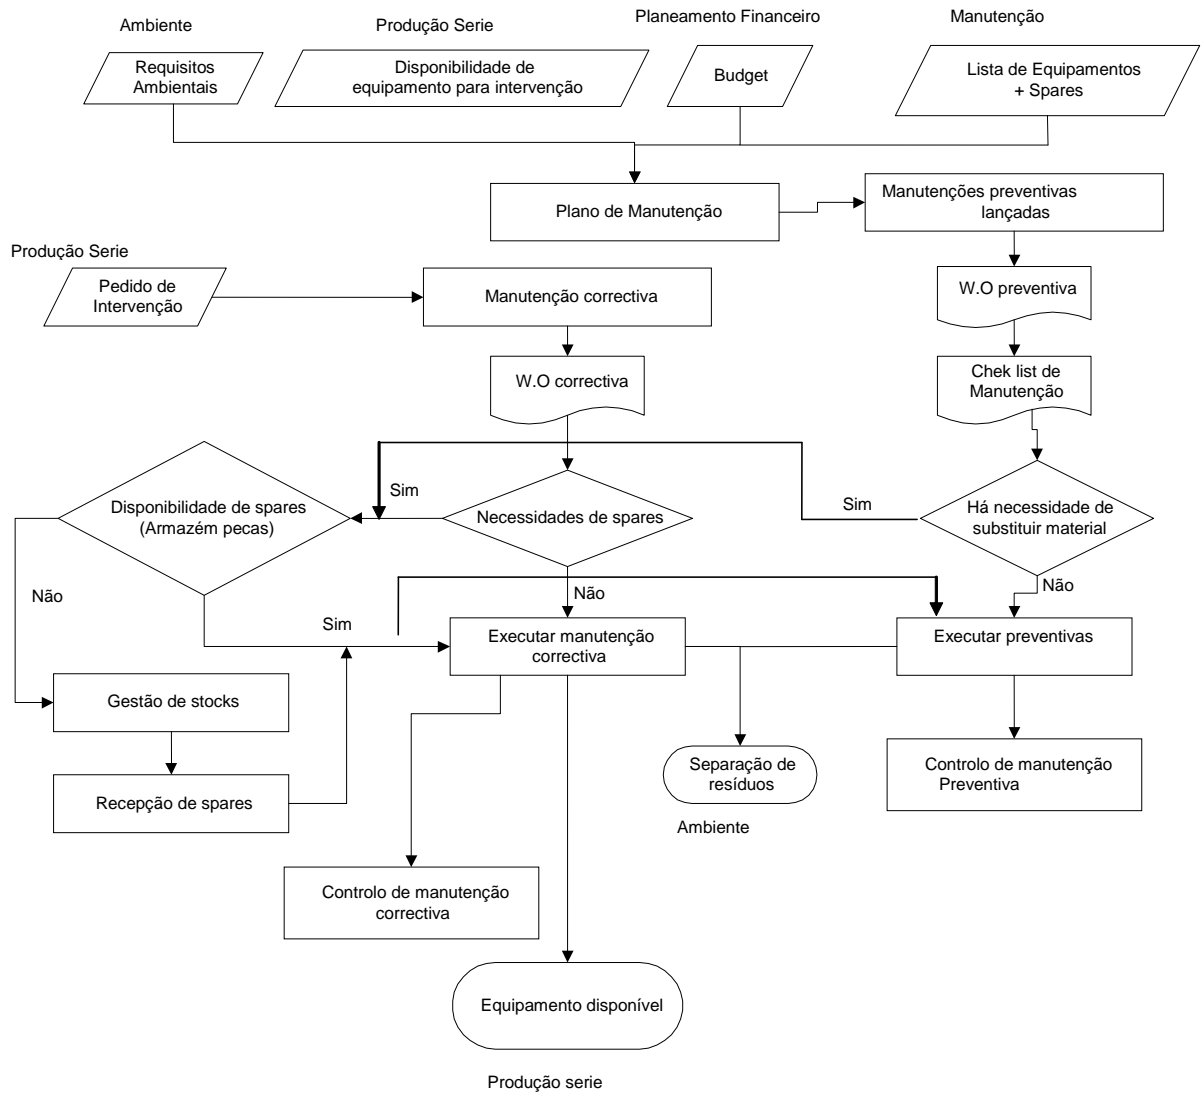 Ambiente
Produção Serie
Planeamento Financeiro
Manutenção
Requisitos
Ambientais
Disponibilidade de
equipamento para intervenção
Budget
Lista de Equipamentos
+ Spares
Plano de Manutenção
Manutenções preventivas
lançadas
Produção Serie
Pedido de
Intervenção
Manutenção correctiva
W.O preventiva
W.O correctiva
Chek list de
Manutenção
Disponibilidade de spares
(Armazém pecas)
Sim
Necessidades de spares
Sim
Há necessidade de
substituir material
Não
Não
Não
Sim
Executar manutenção
correctiva
Executar preventivas
Gestão de stocks
Recepção de spares
Separação de
resíduos
Controlo de manutenção
Preventiva
Ambiente
Controlo de manutenção
correctiva
Equipamento disponível
Produção serie